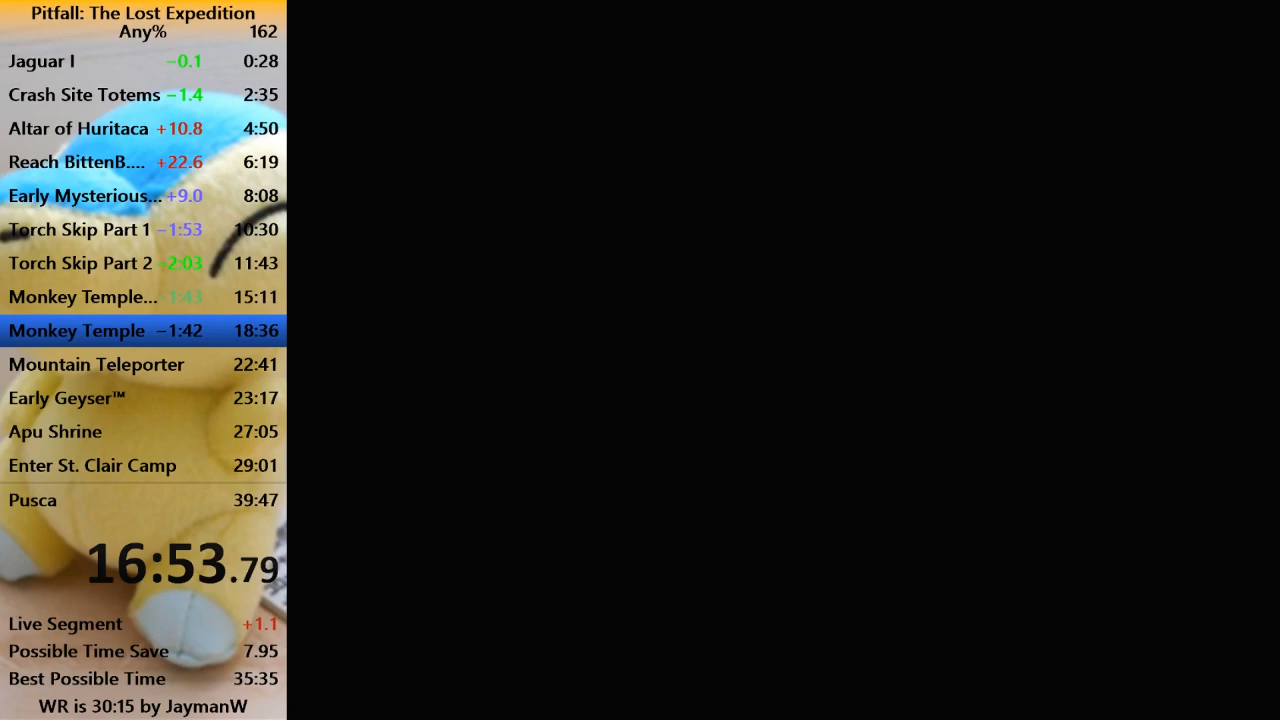 Pitfall: The Lost Expedition
Any% 162
Jaguar I −0.1 0:28
Crash Site Totems −1.4 2:35
Altar of Huritaca +10.8 4:50
Reach BittenB.... +22.6 6:19
Early Mysterious... +9.0 8:08
Torch Skip Part 1 −1:53 10:30
Torch Skip Part 2 −2:03 11:43
Monkey Temple... −1:43 15:11
Monkey Temple −1:42 18:36
Mountain Teleporter 22:41
Early Geyser™ 23:17
Apu Shrine 27:05
Enter St. Clair Camp 29:01
Pusca 39:47
16:53.79
Live Segment +1.1
Possible Time Save 7.95
Best Possible Time 35:35
WR is 30:15 by JaymanW